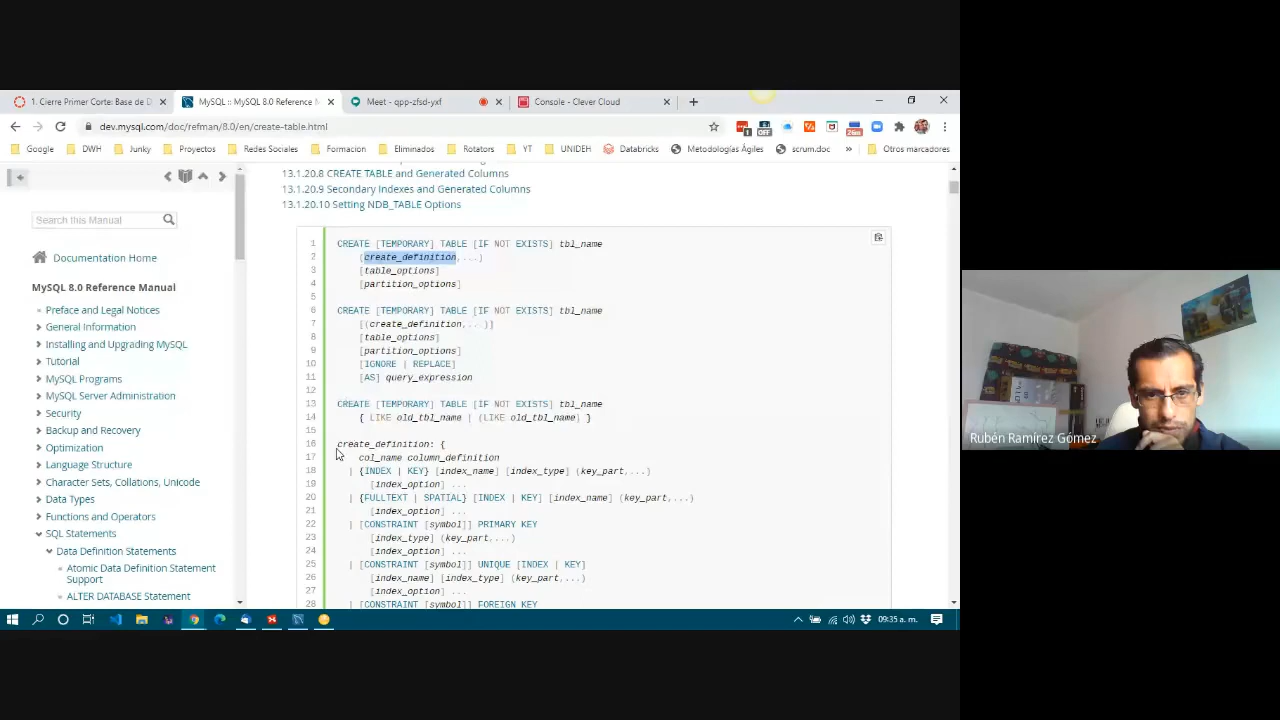 1. Cierre Primer Corte: Base de D
MySQL :: MySQL 8.0 Reference M
Meet - qpp-zfsd-yxf
Console - Clever Cloud
dev.mysql.com/doc/refman/8.0/en/create-table.html
1
OFF
26m
Google
DWH
Junky
Proyectos
Redes Sociales
Formacion
Eliminados
Rotators
YT
UNIDEH
Databricks
Metodologías Ágiles
scrum.doc
»
Otros marcadores
Search this Manual
Documentation Home
MySQL 8.0 Reference Manual
Preface and Legal Notices
General Information
Installing and Upgrading MySQL
Tutorial
MySQL Programs
MySQL Server Administration
Security
Backup and Recovery
Optimization
Language Structure
Character Sets, Collations, Unicode
Data Types
Functions and Operators
SQL Statements
Data Definition Statements
Atomic Data Definition Statement
Support
ALTER DATABASE Statement
13.1.20.8 CREATE TABLE and Generated Columns
13.1.20.9 Secondary Indexes and Generated Columns
13.1.20.10 Setting NDB_TABLE Options
1 CREATE [TEMPORARY] TABLE [IF NOT EXISTS] tbl_name
2 (create_definition,...)
3 [table_options]
4 [partition_options]
5
6 CREATE [TEMPORARY] TABLE [IF NOT EXISTS] tbl_name
7 [(create_definition,...)]
8 [table_options]
9 [partition_options]
10 [IGNORE | REPLACE]
11 [AS] query_expression
12
13 CREATE [TEMPORARY] TABLE [IF NOT EXISTS] tbl_name
14 { LIKE old_tbl_name | (LIKE old_tbl_name) }
15
16 create_definition: {
17 col_name column_definition
18 | {INDEX | KEY} [index_name] [index_type] (key_part,...)
19 [index_option] ...
20 | {FULLTEXT | SPATIAL} [INDEX | KEY] [index_name] (key_part,...)
21 [index_option] ...
22 | [CONSTRAINT [symbol]] PRIMARY KEY
23 [index_type] (key_part,...)
24 [index_option] ...
25 | [CONSTRAINT [symbol]] UNIQUE [INDEX | KEY]
26 [index_name] [index_type] (key_part,...)
27 [index_option] ...
28 | [CONSTRAINT [symbol]] FOREIGN KEY
09:35 a. m.
Rubén Ramírez Gómez